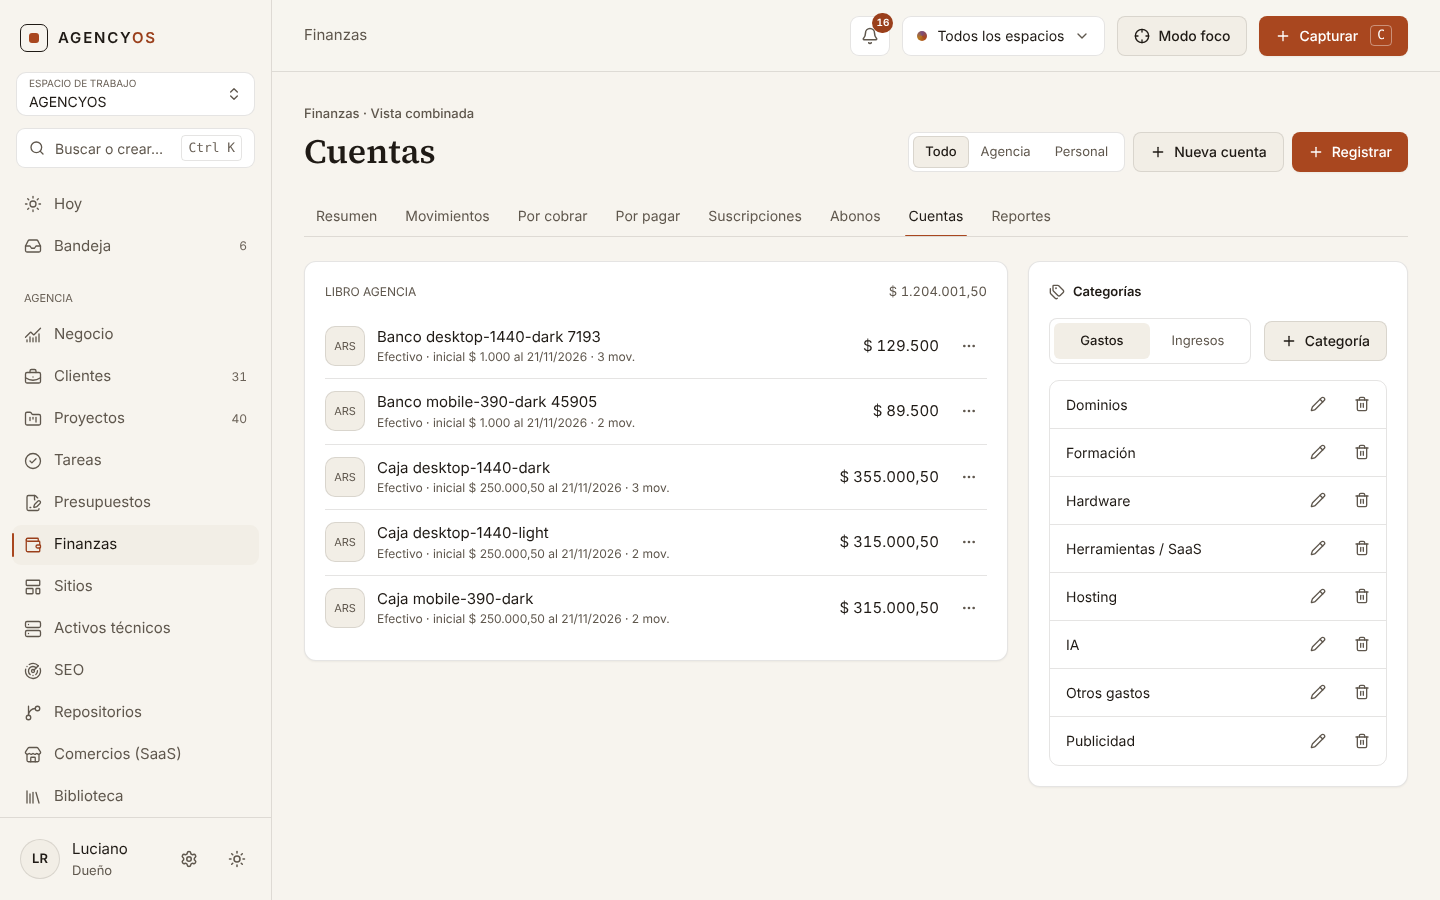 AGENCYOS
ESPACIO DE TRABAJO
AGENCYOS
Buscar o crear... Ctrl K
Hoy
Bandeja 6
AGENCIA
Negocio
Clientes 31
Proyectos 40
Tareas
Presupuestos
Finanzas
Sitios
Activos técnicos
SEO
Repositorios
Comercios (SaaS)
Biblioteca
LR Luciano
Dueño
Finanzas
16
Todos los espacios
Modo foco
Capturar C
Finanzas · Vista combinada
Cuentas
Todo Agencia Personal
Nueva cuenta
Registrar
Resumen Movimientos Por cobrar Por pagar Suscripciones Abonos Cuentas Reportes
LIBRO AGENCIA $ 1.204.001,50
ARS Banco desktop-1440-dark 7193 $ 129.500
Efectivo · inicial $ 1.000 al 21/11/2026 · 3 mov.
ARS Banco mobile-390-dark 45905 $ 89.500
Efectivo · inicial $ 1.000 al 21/11/2026 · 2 mov.
ARS Caja desktop-1440-dark $ 355.000,50
Efectivo · inicial $ 250.000,50 al 21/11/2026 · 3 mov.
ARS Caja desktop-1440-light $ 315.000,50
Efectivo · inicial $ 250.000,50 al 21/11/2026 · 2 mov.
ARS Caja mobile-390-dark $ 315.000,50
Efectivo · inicial $ 250.000,50 al 21/11/2026 · 2 mov.
Categorías
Gastos Ingresos
Categoría
Dominios
Formación
Hardware
Herramientas / SaaS
Hosting
IA
Otros gastos
Publicidad